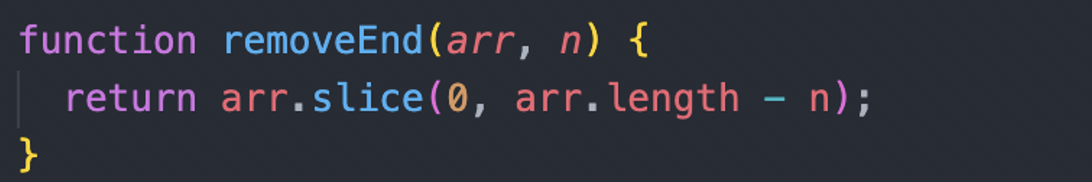 function removeEnd(arr, n) {
  return arr.slice(0, arr.length - n);
}